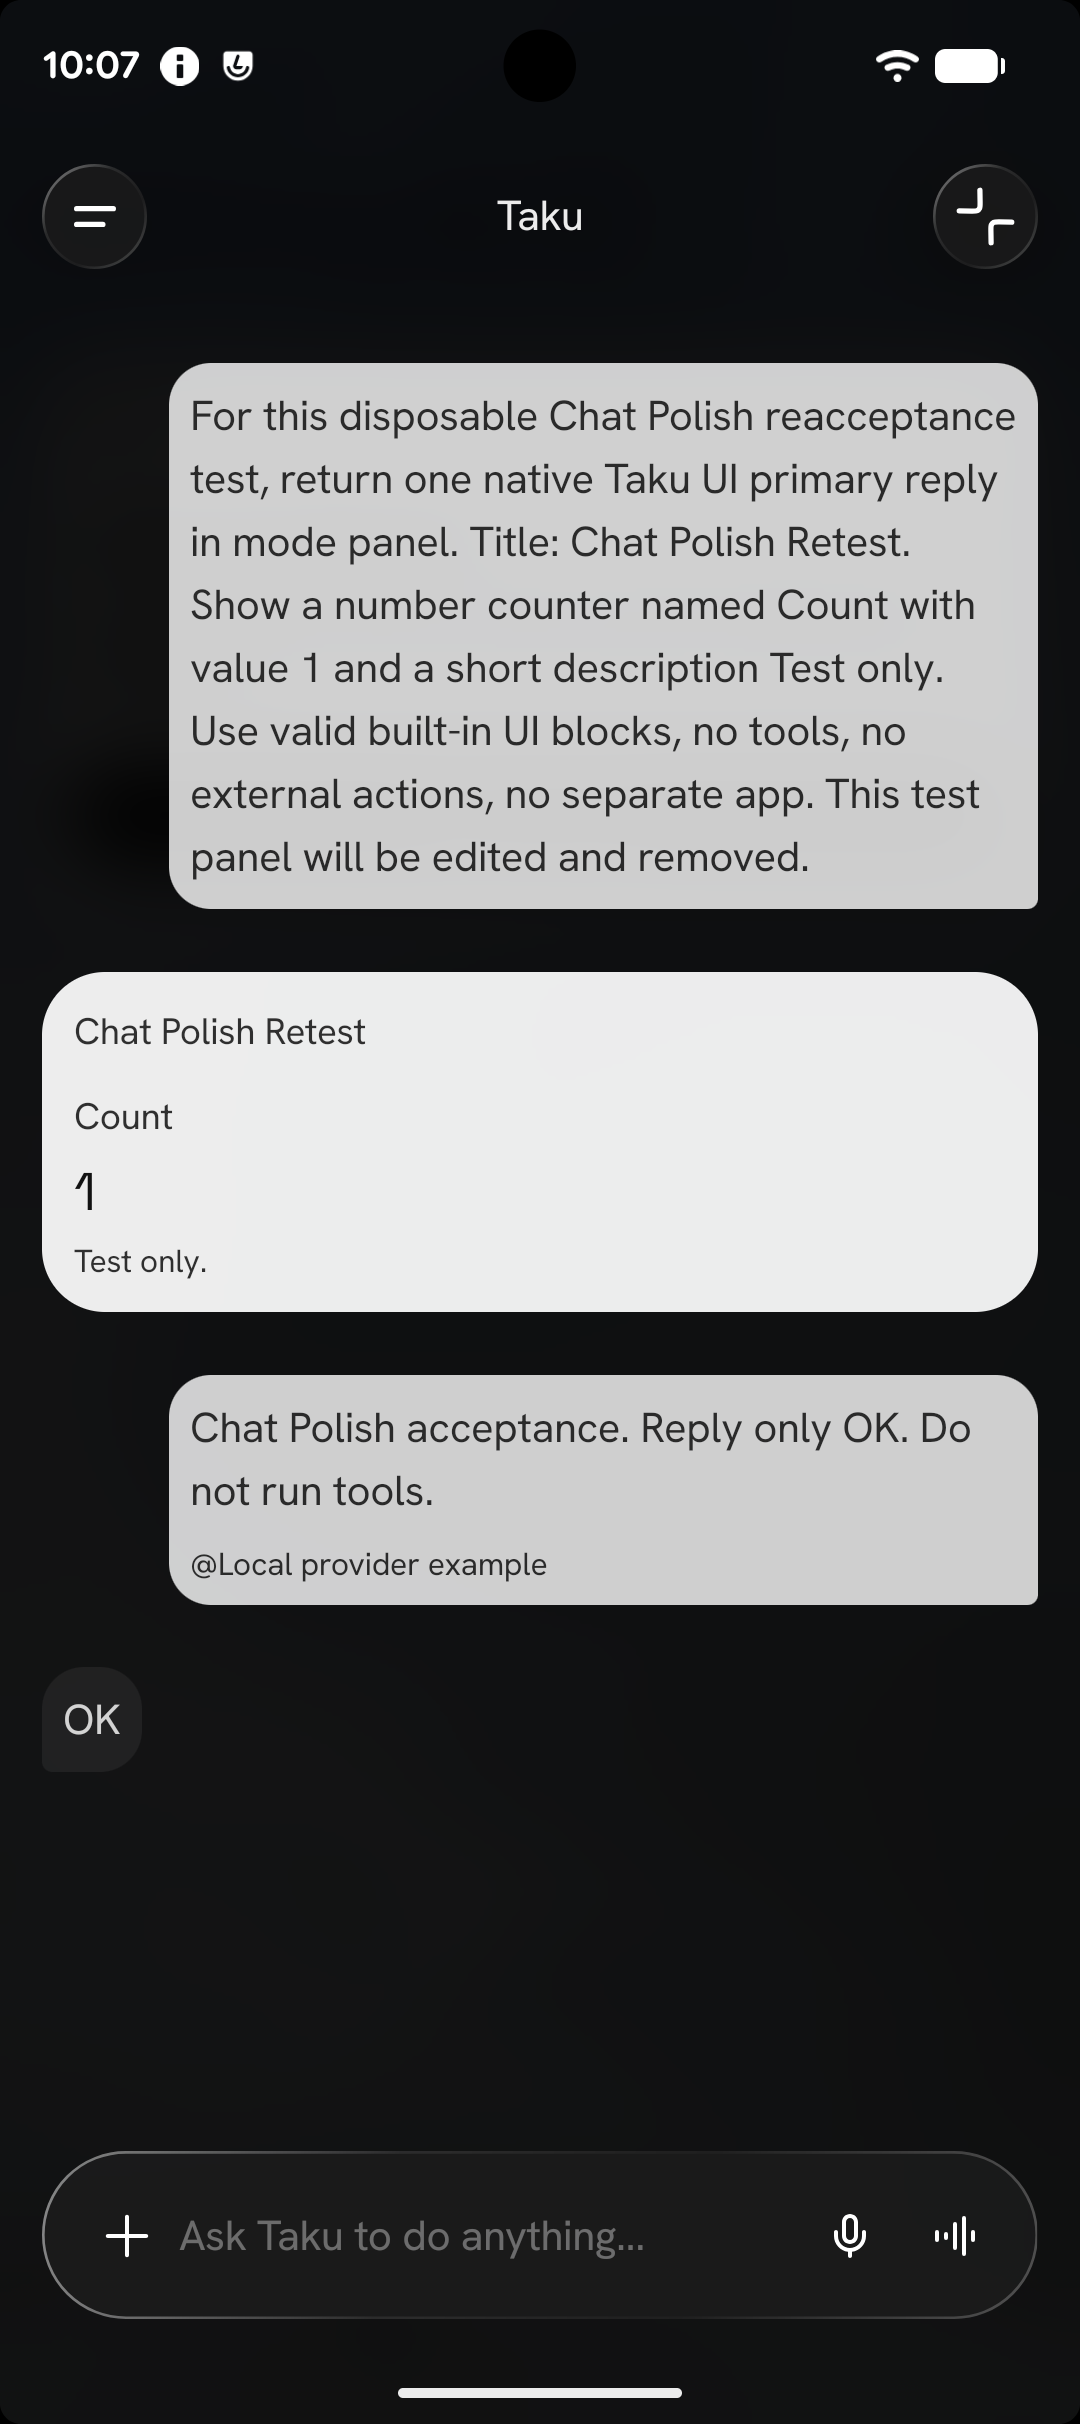 10:07
Taku
For this disposable Chat Polish reacceptance
test, return one native Taku UI primary reply
in mode panel. Title: Chat Polish Retest.
Show a number counter named Count with
value 1 and a short description Test only.
Use valid built-in UI blocks, no tools, no
external actions, no separate app. This test
panel will be edited and removed.
Chat Polish Retest
Count
1
Test only.
Chat Polish acceptance. Reply only OK. Do
not run tools.
@Local provider example
OK
Ask Taku to do anything...